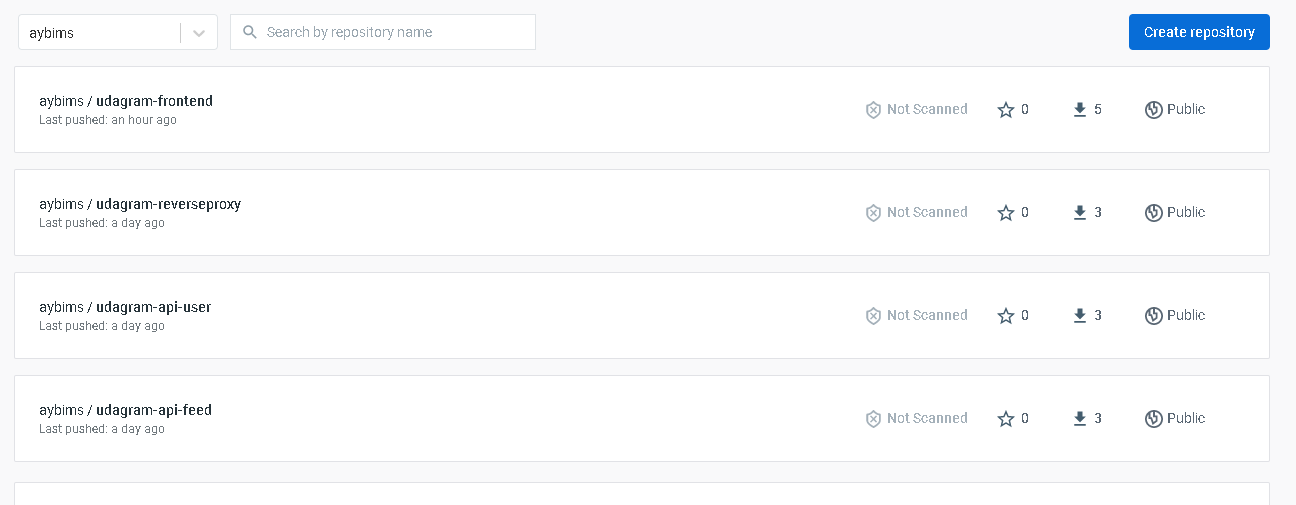 aybims
Search by repository name
Create repository
aybims / udagram-frontend
Last pushed: an hour ago
Not Scanned
0
5
Public
aybims / udagram-reverseproxy
Last pushed: a day ago
Not Scanned
0
3
Public
aybims / udagram-api-user
Last pushed: a day ago
Not Scanned
0
3
Public
aybims / udagram-api-feed
Last pushed: a day ago
Not Scanned
0
3
Public